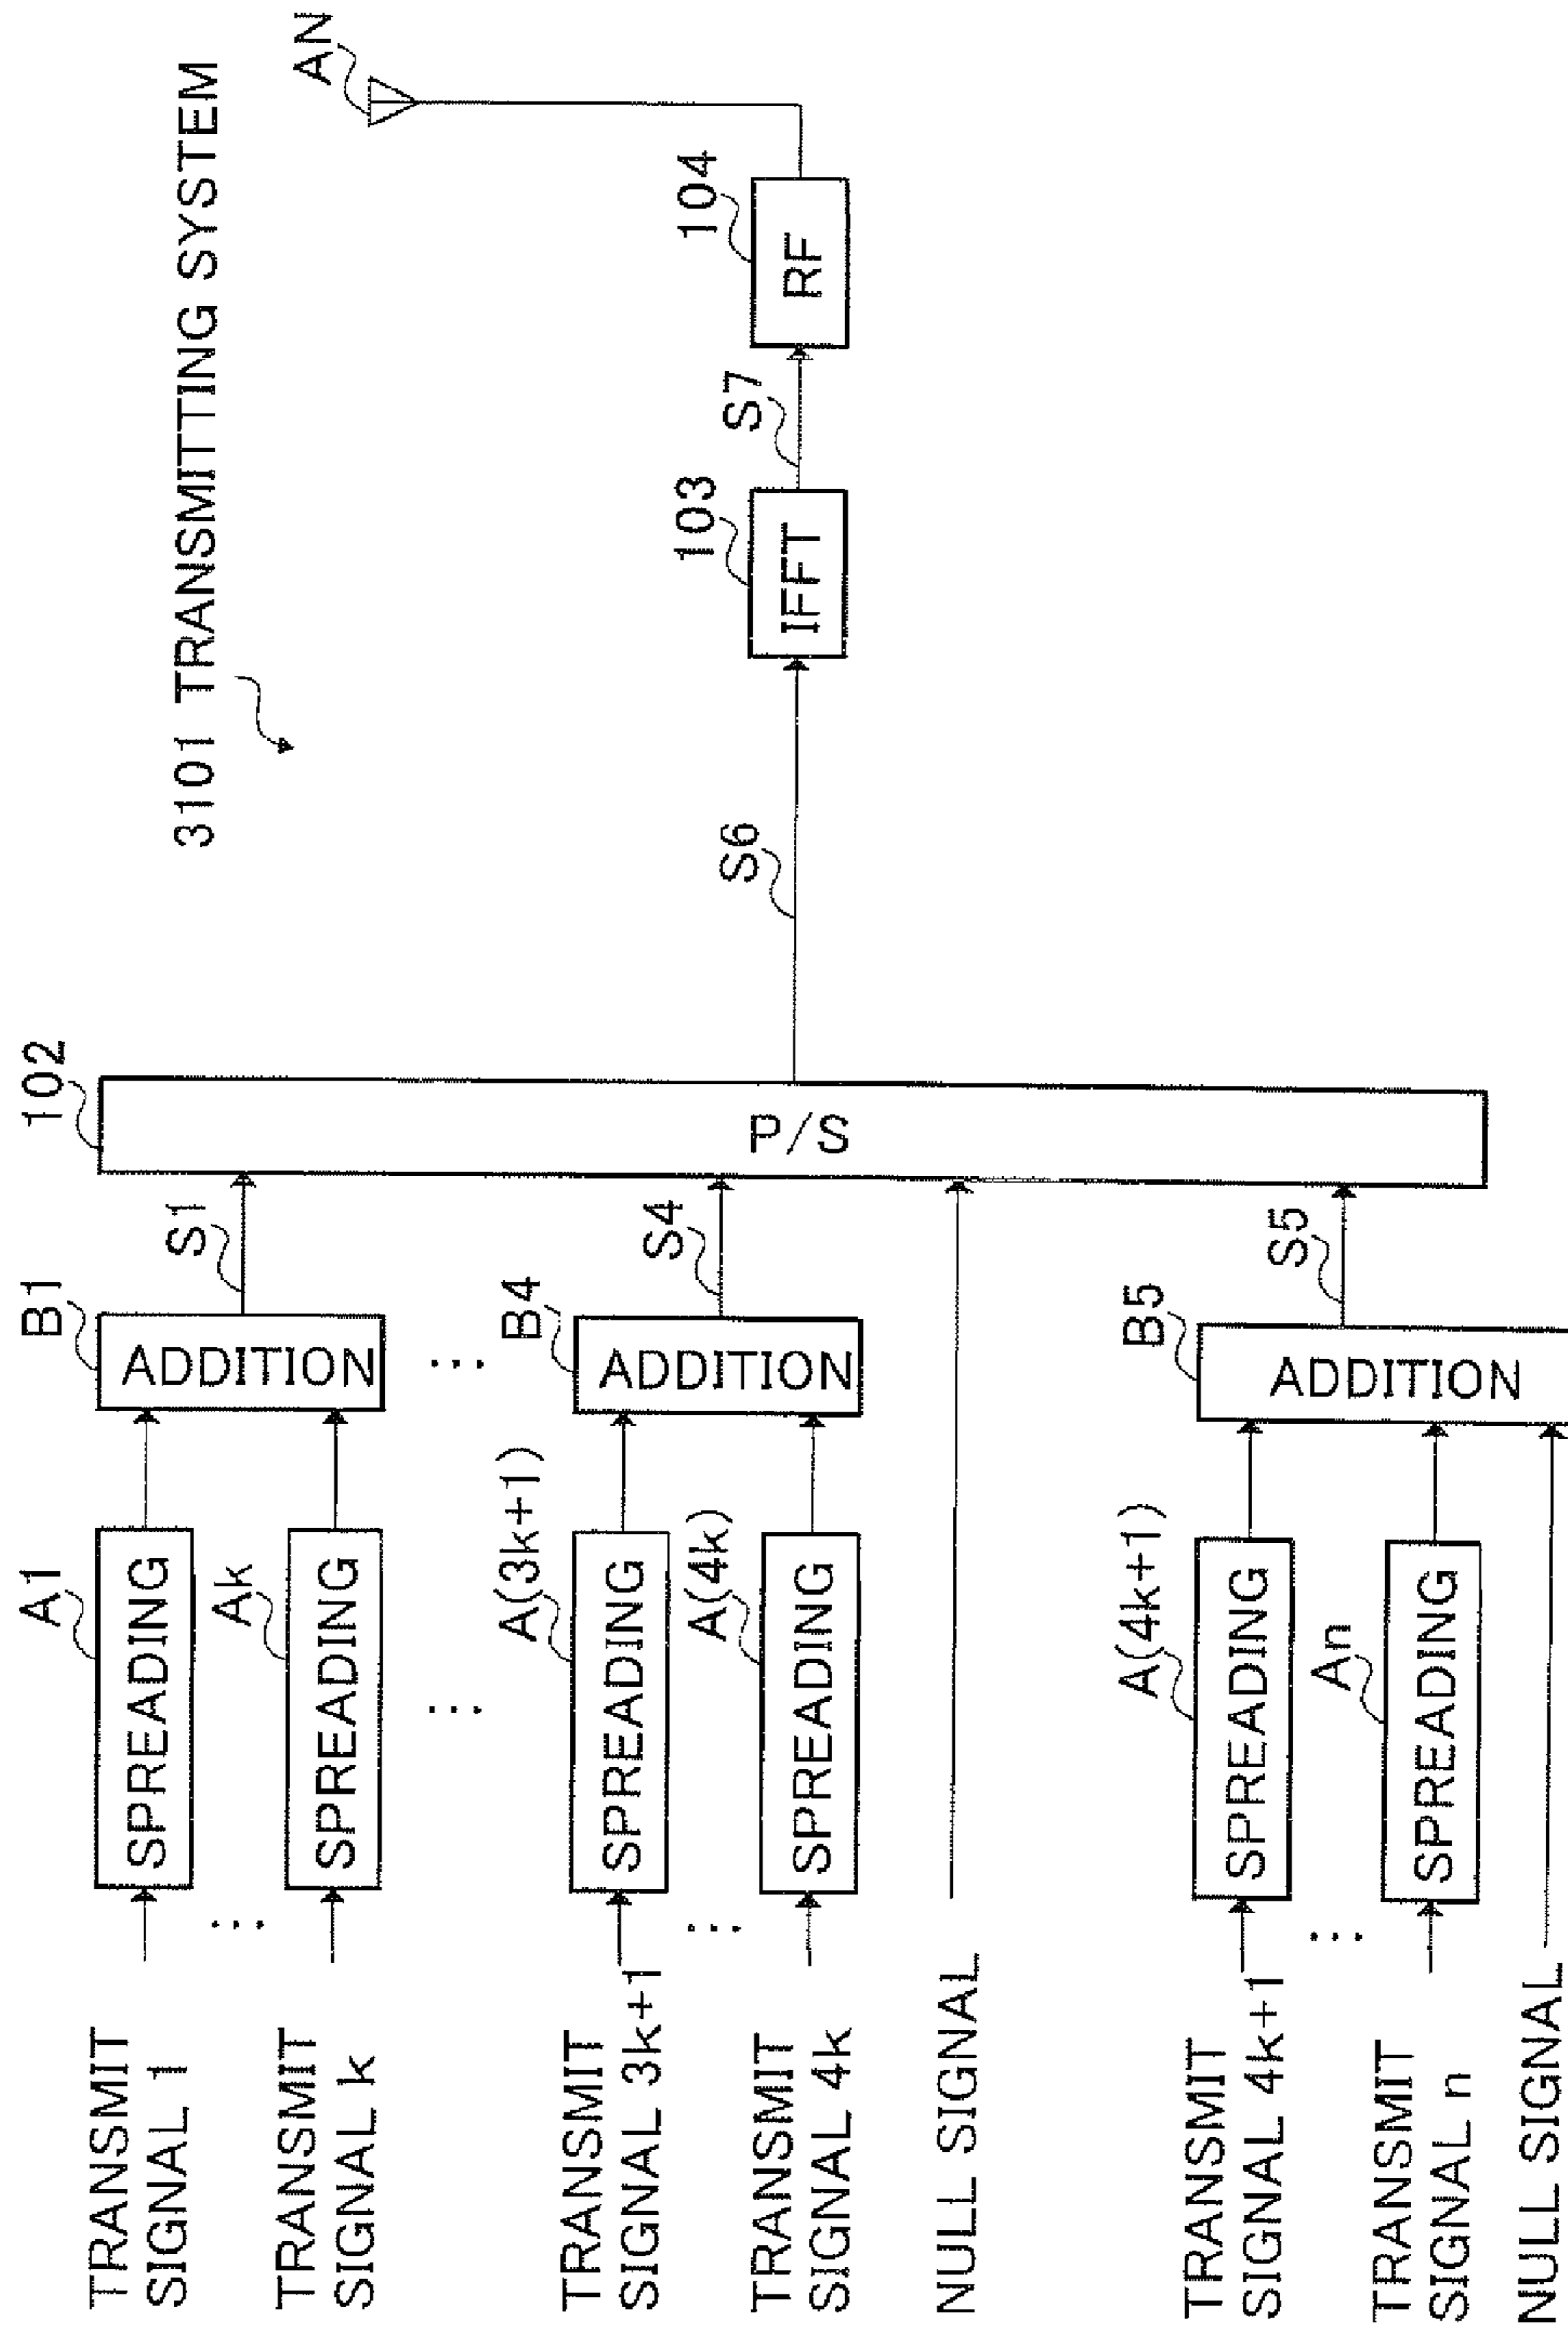 3101 TRANSMITTING SYSTEM
AN
102
A1
B1
S1
TRANSMIT
SIGNAL 1
SPREADING
ADDITION
Ak
TRANSMIT
SIGNAL k
SPREADING
...
...
...
A(3k+1)
B4
S4
TRANSMIT
SIGNAL 3k+1
SPREADING
ADDITION
...
A(4k)
TRANSMIT
SIGNAL 4k
SPREADING
NULL SIGNAL
P/S
S6
103
IFFT
S7
104
RF
A(4k+1)
B5
S5
TRANSMIT
SIGNAL 4k+1
SPREADING
ADDITION
...
An
TRANSMIT
SIGNAL n
SPREADING
NULL SIGNAL